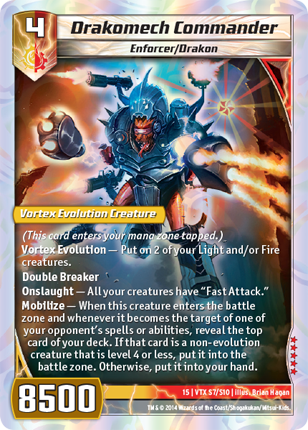 4
Drakomech Commander
Enforcer/Drakon
Vortex Evolution Creature
(This card enters your mana zone tapped.)
Vortex Evolution — Put on 2 of your Light and/or Fire
creatures.
Double Breaker
Onslaught — All your creatures have “Fast Attack.”
Mobilize — When this creature enters the battle
zone and whenever it becomes the target of one of
your opponent’s spells or abilities, reveal the top
card of your deck. If that card is a non-evolution
creature that is level 4 or less, put it into the
battle zone. Otherwise, put it into your hand.
8500
15 | VTX S7/S10 | Illus. Brian Hagan
TM & © 2014 Wizards of the Coast/Shogakukan/Mitsui-Kids.